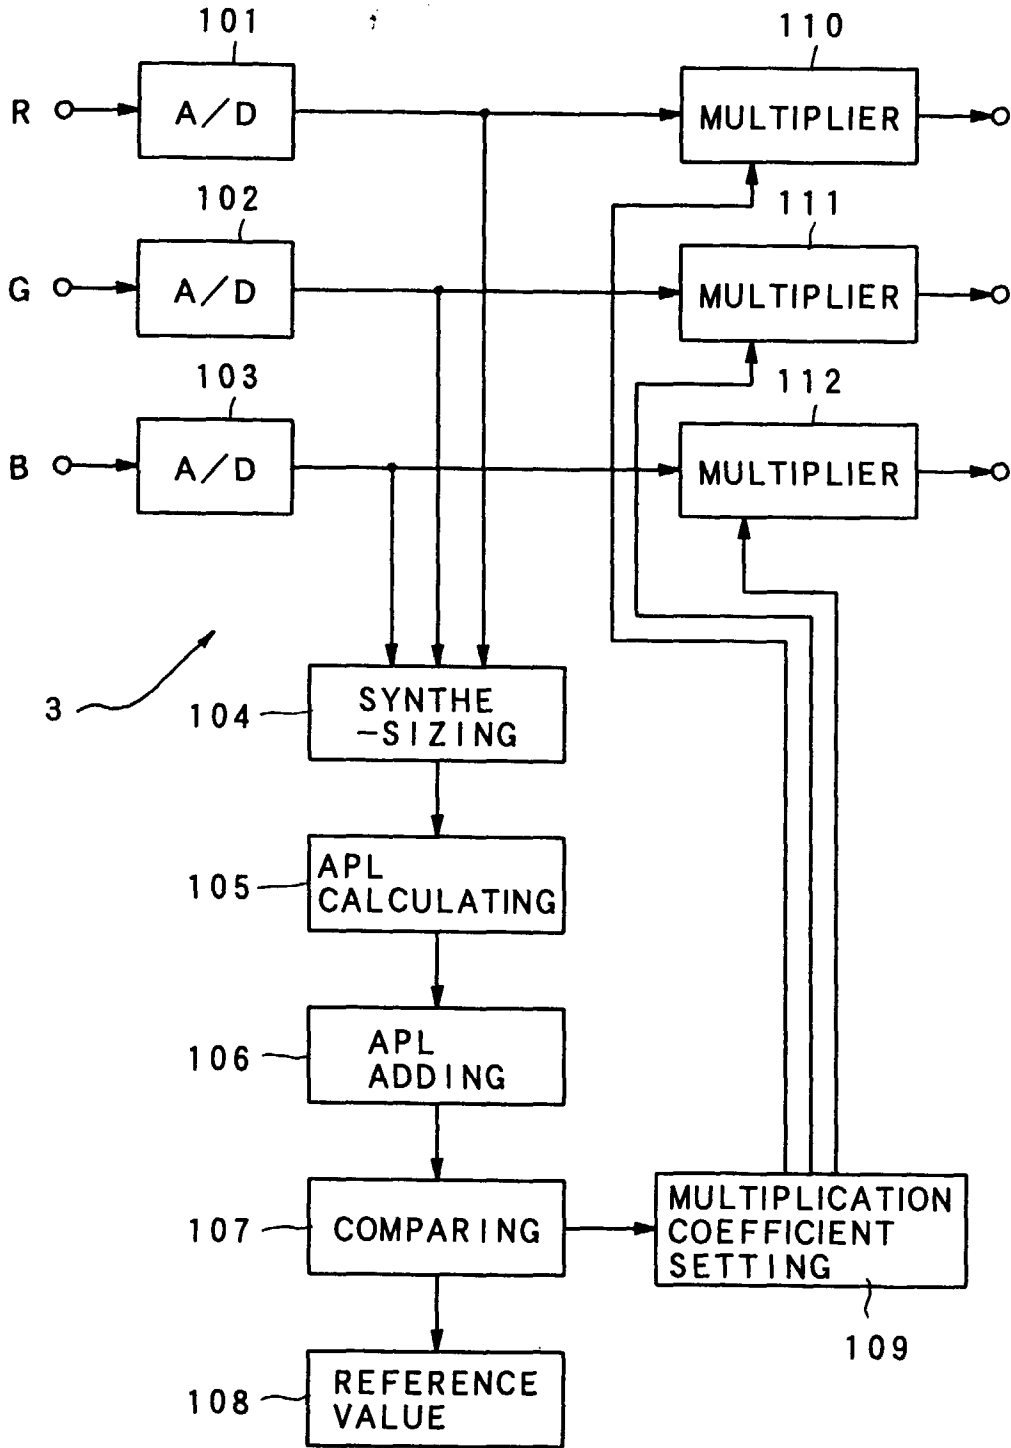 101
110
R
A/D
MULTIPLIER
102
111
G
A/D
MULTIPLIER
103
112
B
A/D
MULTIPLIER
3
104
SYNTHE
-SIZING
105
APL
CALCULATING
106
APL
ADDING
107
COMPARING
MULTIPLICATION
COEFFICIENT
SETTING
109
108
REFERENCE
VALUE